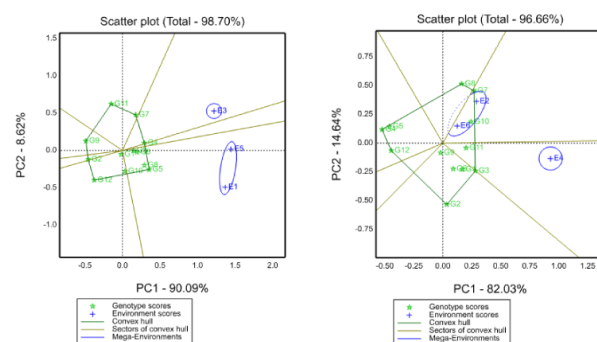 Scatter plot (Total - 98.70%)
1.5
1.0
0.5
0.0
-0.5
-1.0
PC2 - 8.62%
G11
G7
G9
G2
G12
G5
E3
E5
E1
-0.5
0.0
0.5
1.0
1.5
2.0
PC1 - 90.09%
Genotype scores
Environment scores
Convex hull
Sectors of convex hull
Mega-Environments
Scatter plot (Total - 96.66%)
0.75
0.50
0.25
0.00
-0.25
-0.50
-0.75
PC2 - 14.64%
G7
E2
G10
E6
G5
G12
G11
G3
G2
E4
-0.50
-0.25
0.00
0.25
0.50
0.75
1.00
1.25
PC1 - 82.03%
Genotype scores
Environment scores
Convex hull
Sectors of convex hull
Mega-Environments